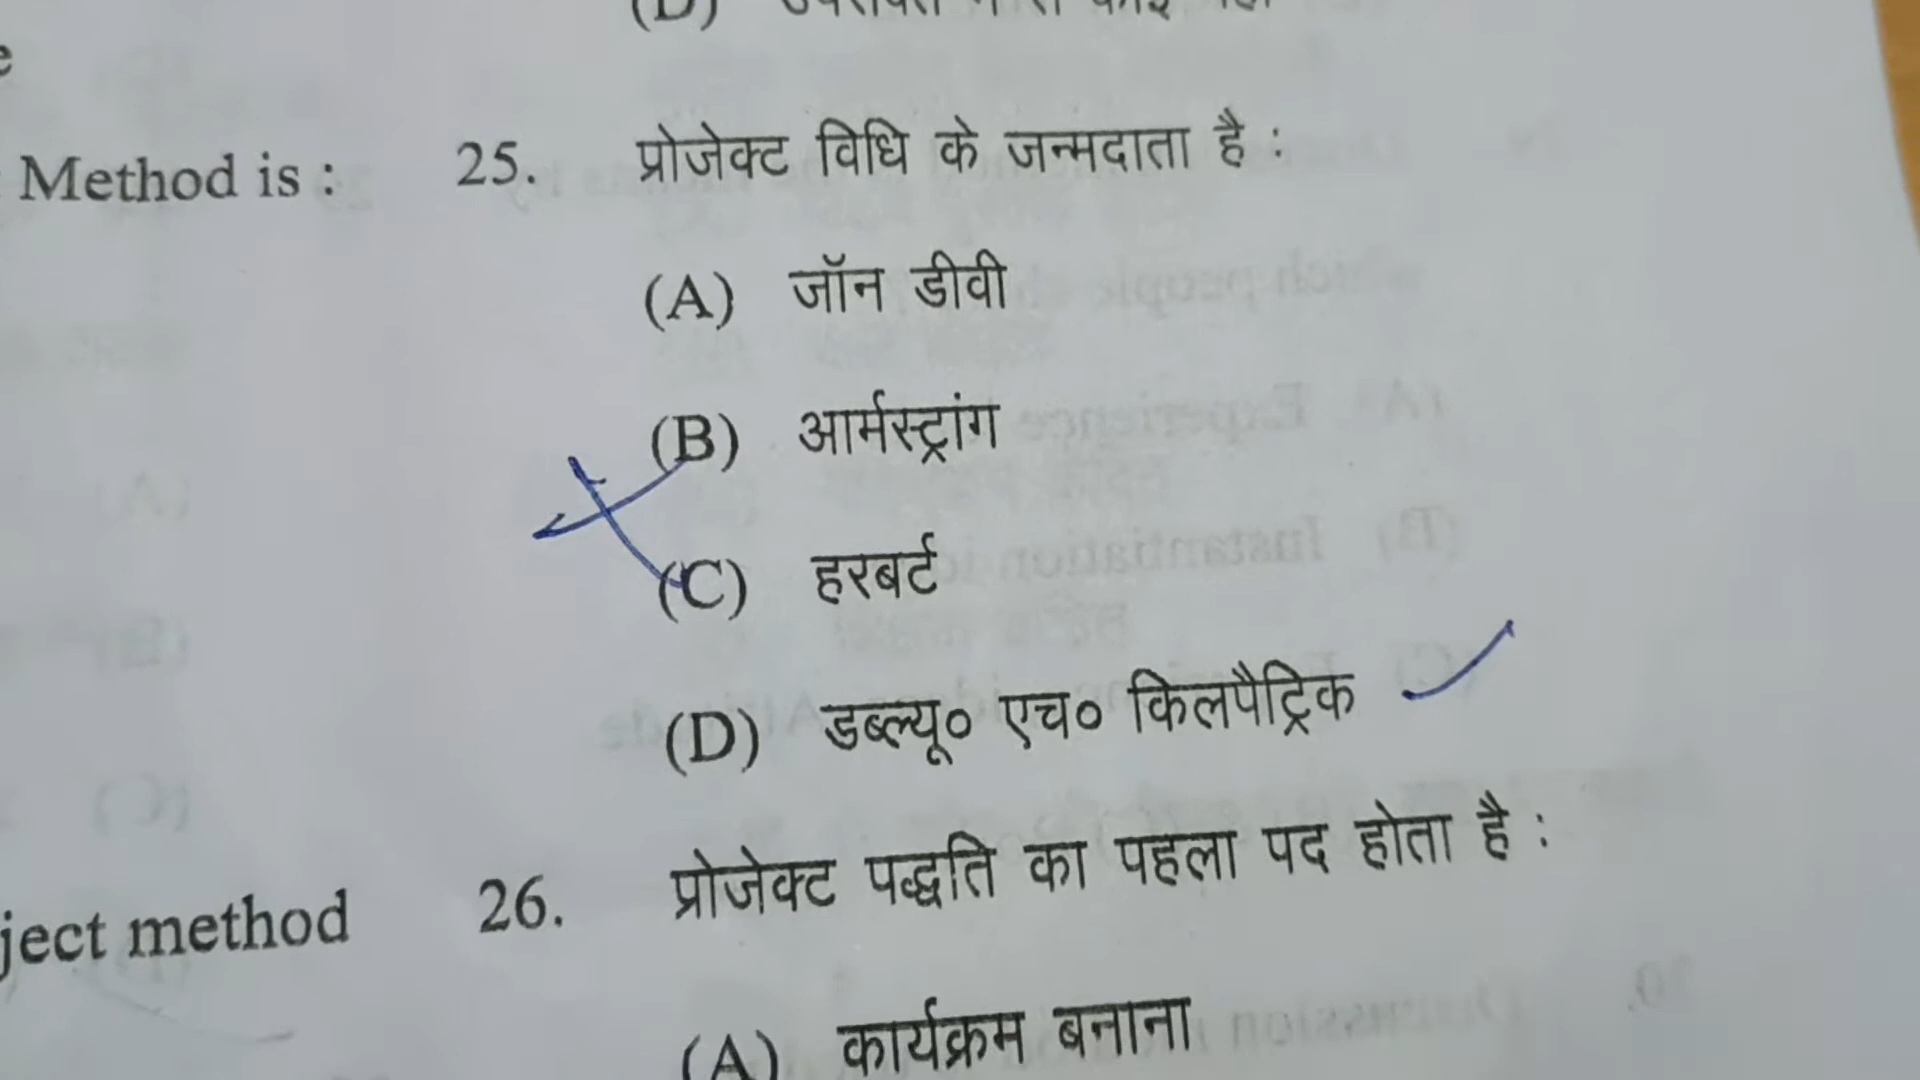 (D)
25. प्रोजेक्ट विधि के जन्मदाता है :
Method is :
(A) जॉन डीवी
(B) आर्मस्ट्रांग
(C) हरबर्ट
(D) डब्ल्यू० एच० किलपैट्रिक
26. प्रोजेक्ट पद्धति का पहला पद होता है :
ject method
(A) कार्यक्रम बनाना